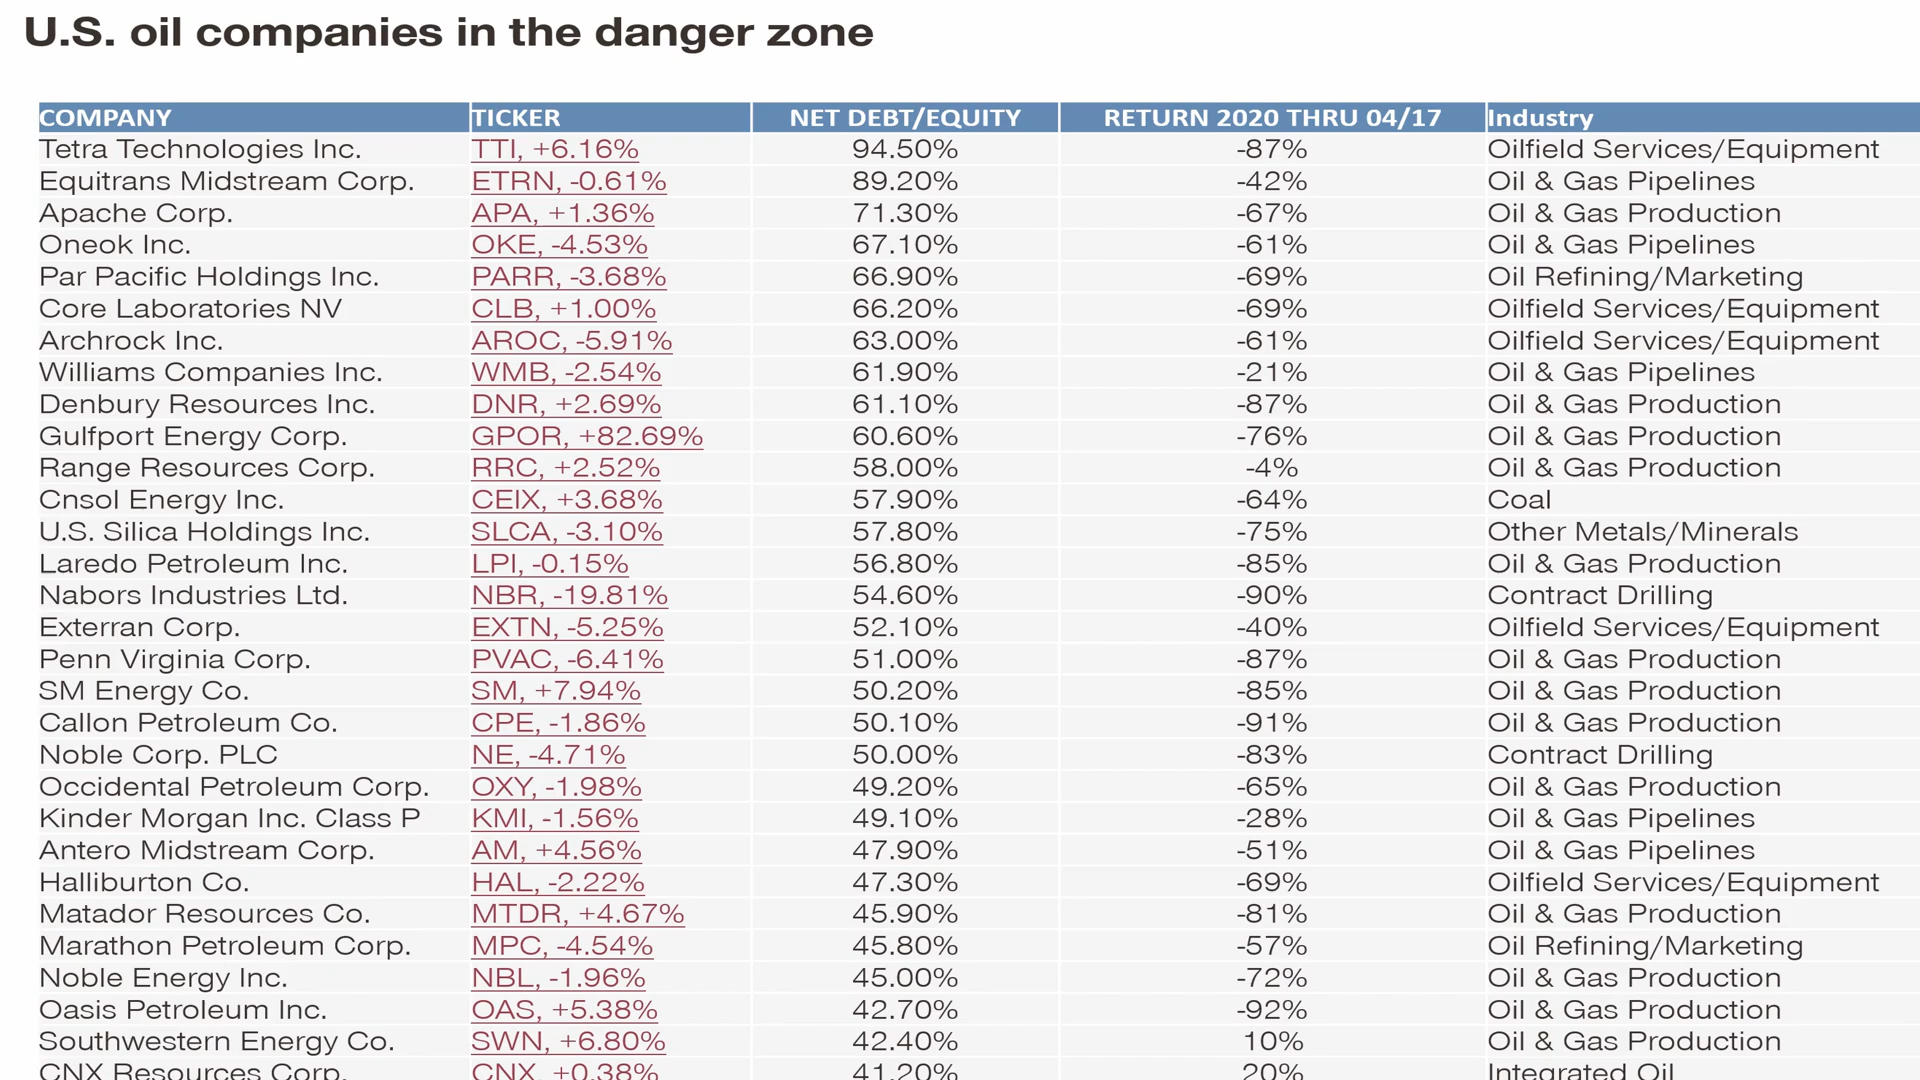 U.S. oil companies in the danger zone
COMPANY TICKER NET DEBT/EQUITY RETURN 2020 THRU 04/17 Industry
Tetra Technologies Inc. TTI, +6.16% 94.50% -87% Oilfield Services/Equipment
Equitrans Midstream Corp. ETRN, -0.61% 89.20% -42% Oil & Gas Pipelines
Apache Corp. APA, +1.36% 71.30% -67% Oil & Gas Production
Oneok Inc. OKE, -4.53% 67.10% -61% Oil & Gas Pipelines
Par Pacific Holdings Inc. PARR, -3.68% 66.90% -69% Oil Refining/Marketing
Core Laboratories NV CLB, +1.00% 66.20% -69% Oilfield Services/Equipment
Archrock Inc. AROC, -5.91% 63.00% -61% Oilfield Services/Equipment
Williams Companies Inc. WMB, -2.54% 61.90% -21% Oil & Gas Pipelines
Denbury Resources Inc. DNR, +2.69% 61.10% -87% Oil & Gas Production
Gulfport Energy Corp. GPOR, +82.69% 60.60% -76% Oil & Gas Production
Range Resources Corp. RRC, +2.52% 58.00% -4% Oil & Gas Production
Cnsol Energy Inc. CEIX, +3.68% 57.90% -64% Coal
U.S. Silica Holdings Inc. SLCA, -3.10% 57.80% -75% Other Metals/Minerals
Laredo Petroleum Inc. LPI, -0.15% 56.80% -85% Oil & Gas Production
Nabors Industries Ltd. NBR, -19.81% 54.60% -90% Contract Drilling
Exterran Corp. EXTN, -5.25% 52.10% -40% Oilfield Services/Equipment
Penn Virginia Corp. PVAC, -6.41% 51.00% -87% Oil & Gas Production
SM Energy Co. SM, +7.94% 50.20% -85% Oil & Gas Production
Callon Petroleum Co. CPE, -1.86% 50.10% -91% Oil & Gas Production
Noble Corp. PLC NE, -4.71% 50.00% -83% Contract Drilling
Occidental Petroleum Corp. OXY, -1.98% 49.20% -65% Oil & Gas Production
Kinder Morgan Inc. Class P KMI, -1.56% 49.10% -28% Oil & Gas Pipelines
Antero Midstream Corp. AM, +4.56% 47.90% -51% Oil & Gas Pipelines
Halliburton Co. HAL, -2.22% 47.30% -69% Oilfield Services/Equipment
Matador Resources Co. MTDR, +4.67% 45.90% -81% Oil & Gas Production
Marathon Petroleum Corp. MPC, -4.54% 45.80% -57% Oil Refining/Marketing
Noble Energy Inc. NBL, -1.96% 45.00% -72% Oil & Gas Production
Oasis Petroleum Inc. OAS, +5.38% 42.70% -92% Oil & Gas Production
Southwestern Energy Co. SWN, +6.80% 42.40% 10% Oil & Gas Production
CNX Resources Corp. CNX, +0.38% 41.20% 20% Integrated Oil